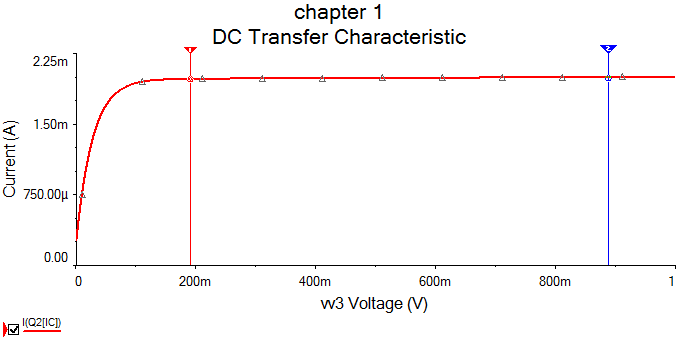 chapter 1
DC Transfer Characteristic
1
2
2.25m
1.50m
750.00µ
0.00
Current (A)
0 200m 400m 600m 800m 1
vv3 Voltage (V)
I(Q2[IC])